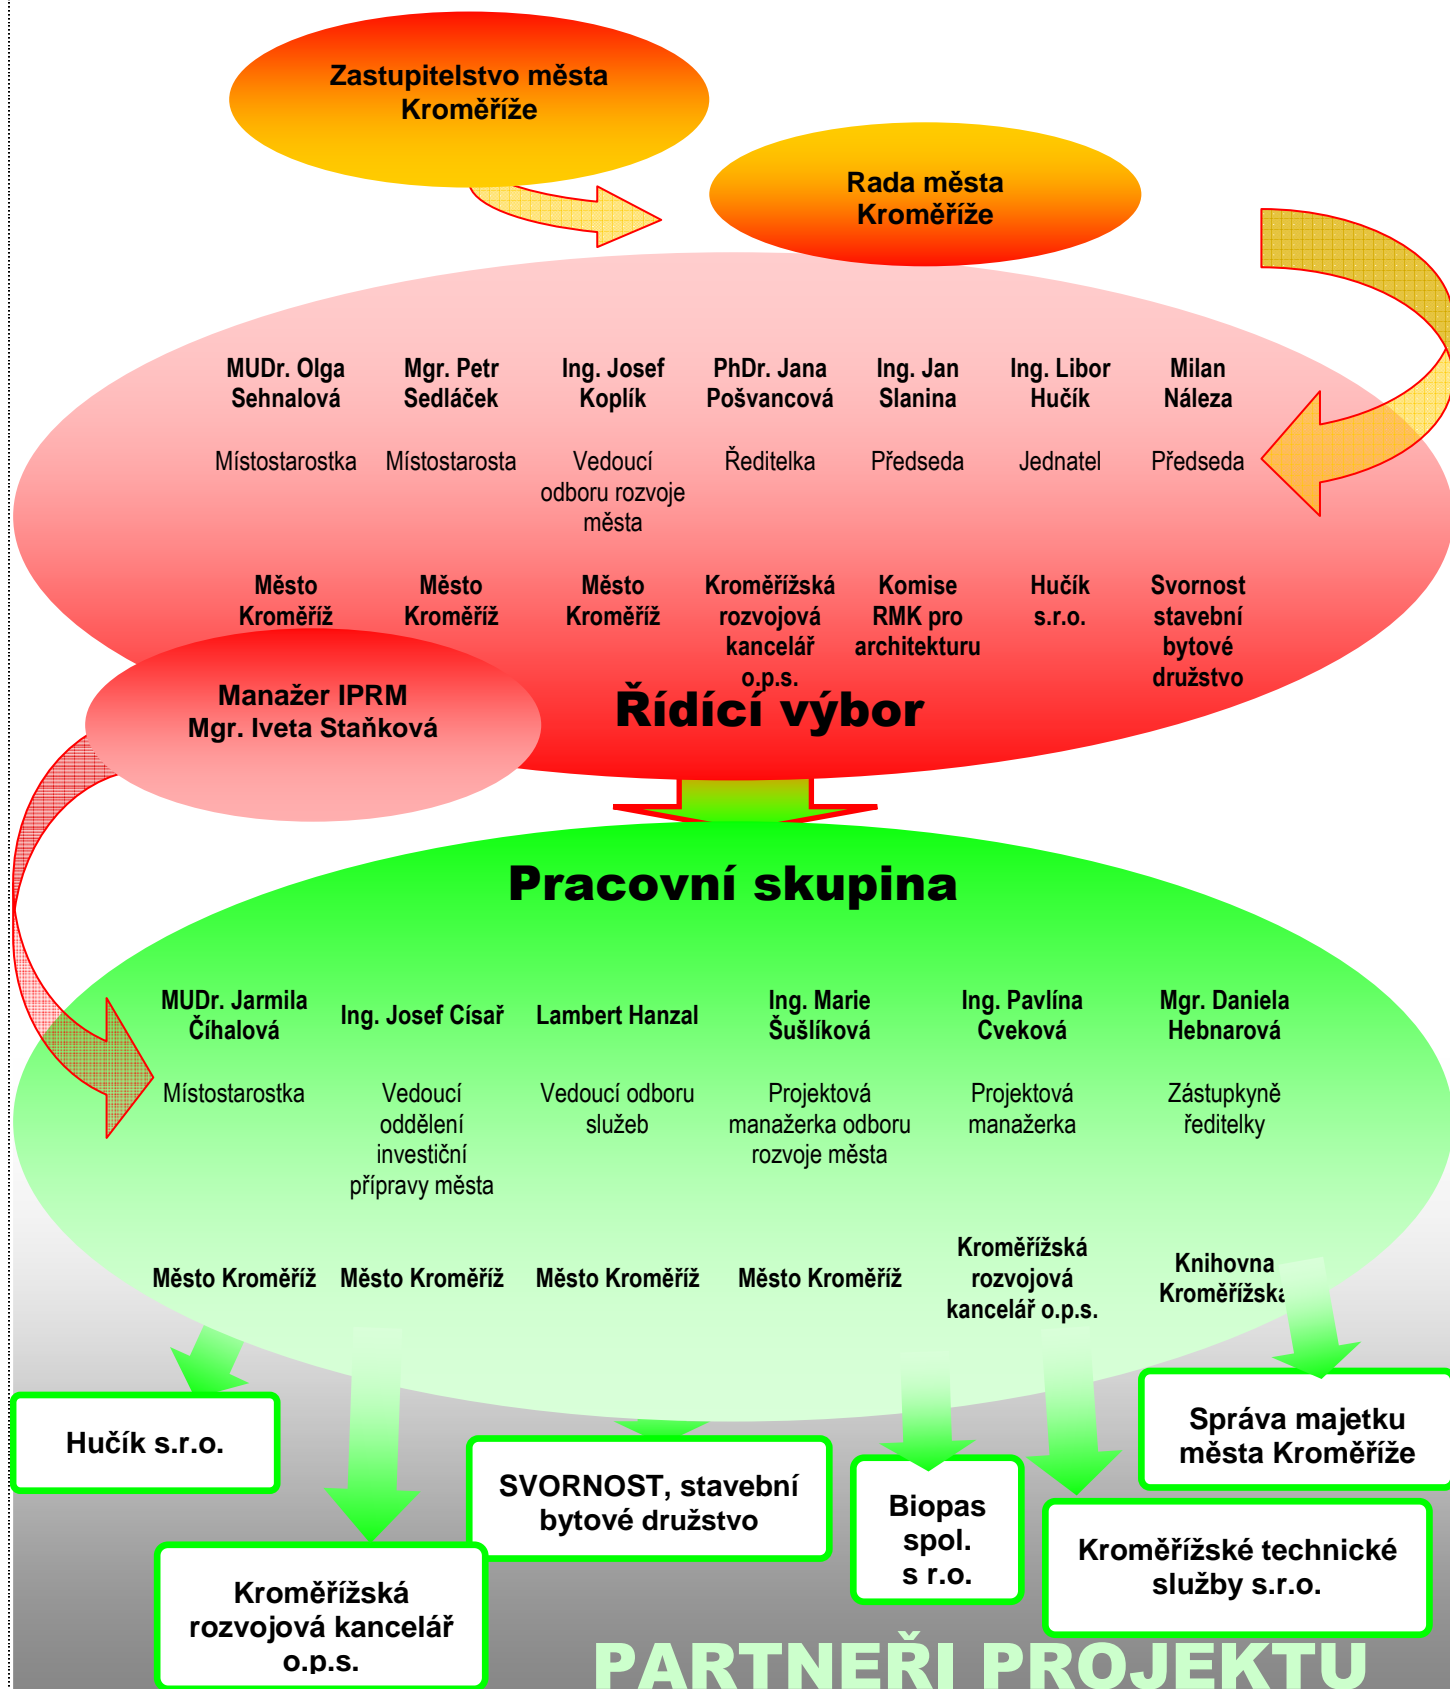 Zastupitelstvo města
Kroměříže
Rada města
Kroměříže
MUDr. Olga
Sehnalová
Mgr. Petr
Sedláček
Ing. Josef
Koplík
PhDr. Jana
Pošvancová
Ing. Jan
Slanina
Ing. Libor
Hučík
Milan
Náleza
Místostarostka
Místostarosta
Vedoucí
odboru rozvoje
města
Ředitelka
Předseda
Jednatel
Předseda
Město
Kroměříž
Město
Kroměříž
Město
Kroměříž
Kroměřížská
rozvojová
kancelář
o.p.s.
Komise
RMK pro
architekturu
Hučík
s.r.o.
Svornost
stavební
bytové
družstvo
Manažer IPRM
Mgr. Iveta Staňková
Řídící výbor
Pracovní skupina
MUDr. Jarmila
Číhalová
Ing. Josef Císař
Lambert Hanzal
Ing. Marie
Šušlíková
Ing. Pavlína
Cveková
Mgr. Daniela
Hebnarová
Místostarostka
Vedoucí
oddělení
investiční
přípravy města
Vedoucí odboru
služeb
Projektová
manažerka odboru
rozvoje města
Projektová
manažerka
Zástupkyně
ředitelky
Město Kroměříž
Město Kroměříž
Město Kroměříž
Město Kroměříž
Kroměřížská
rozvojová
kancelář o.p.s.
Knihovna
Kroměřížska
Hučík s.r.o.
Kroměřížská
rozvojová kancelář
o.p.s.
SVORNOST, stavební
bytové družstvo
Biopas
spol.
s r.o.
Kroměřížské technické
služby s.r.o.
Správa majetku
města Kroměříže
PARTNEŘI PROJEKTU